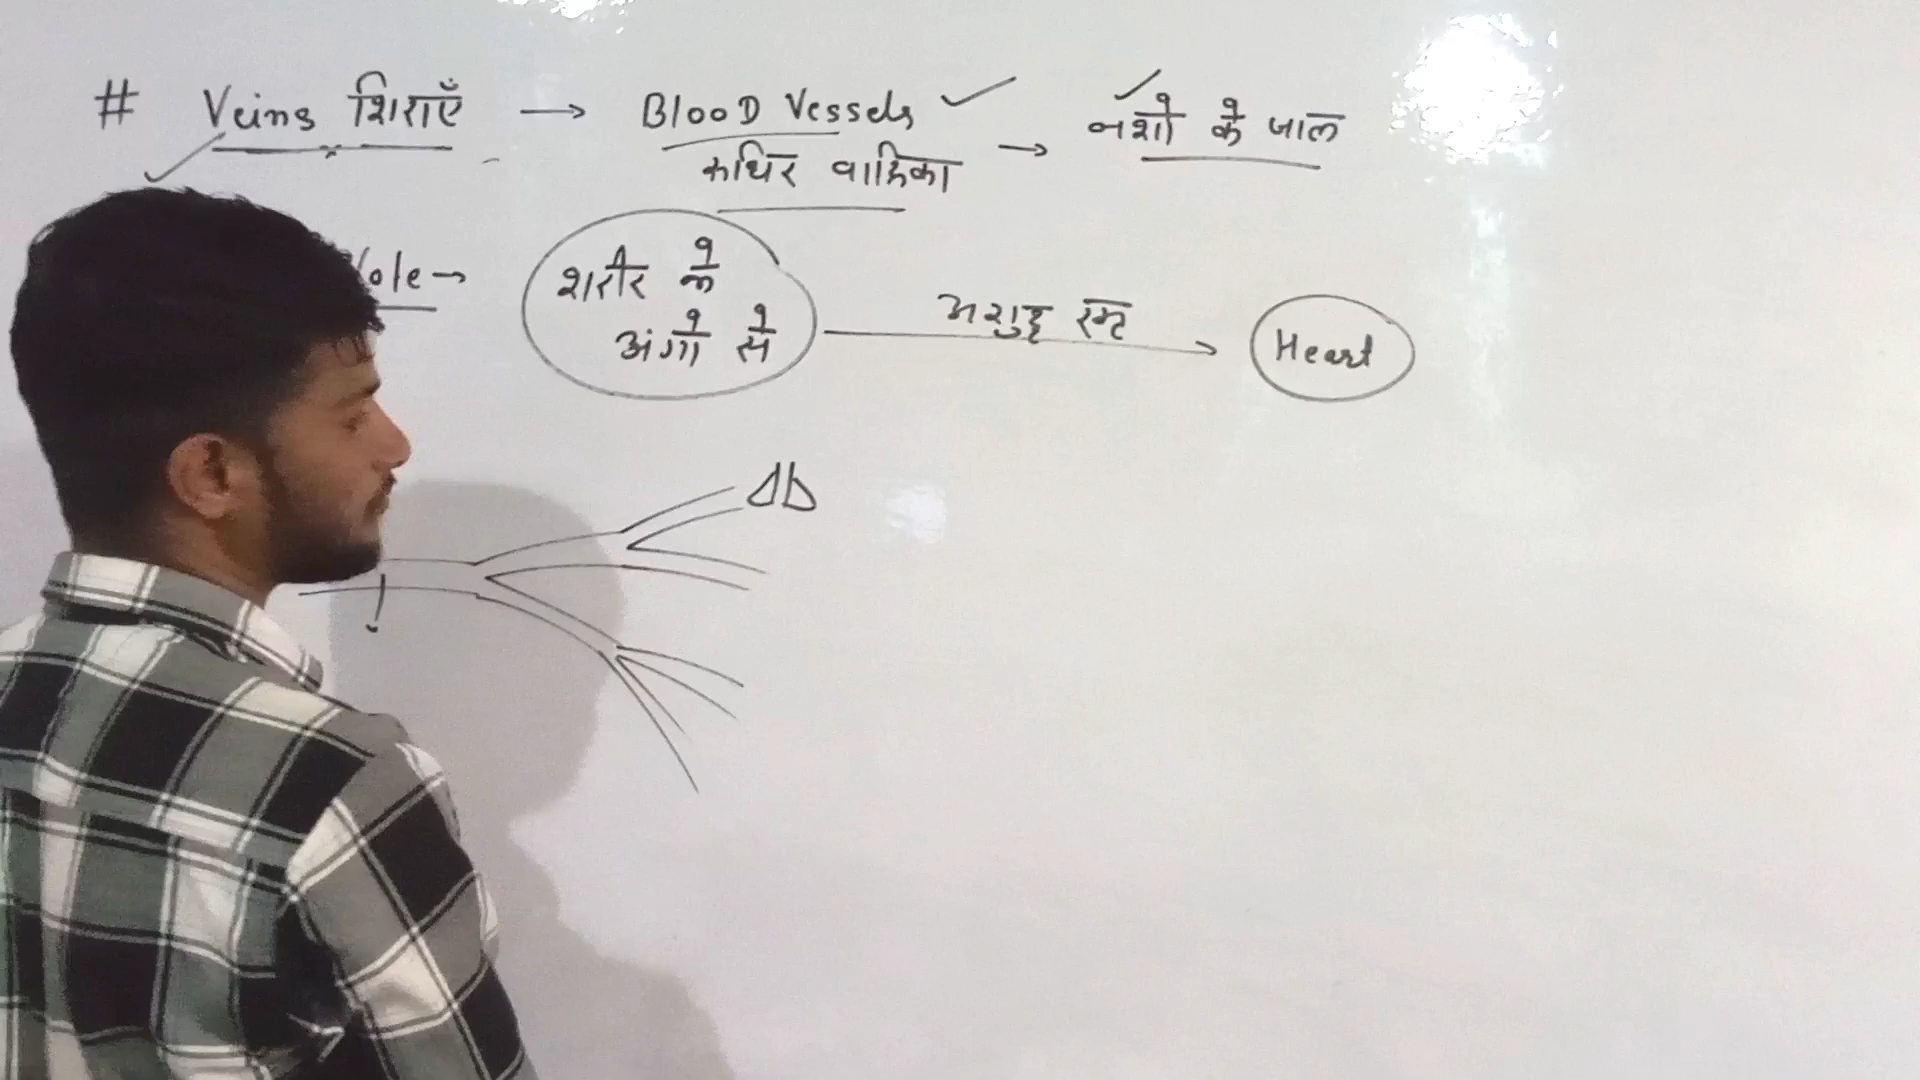 # Veins शिराएँ → Blood Vessels → नशो के जाल
रुधिर वाहिका
ole →
शरीर के
अंगो से
अशुद्ध रक्त
Heart